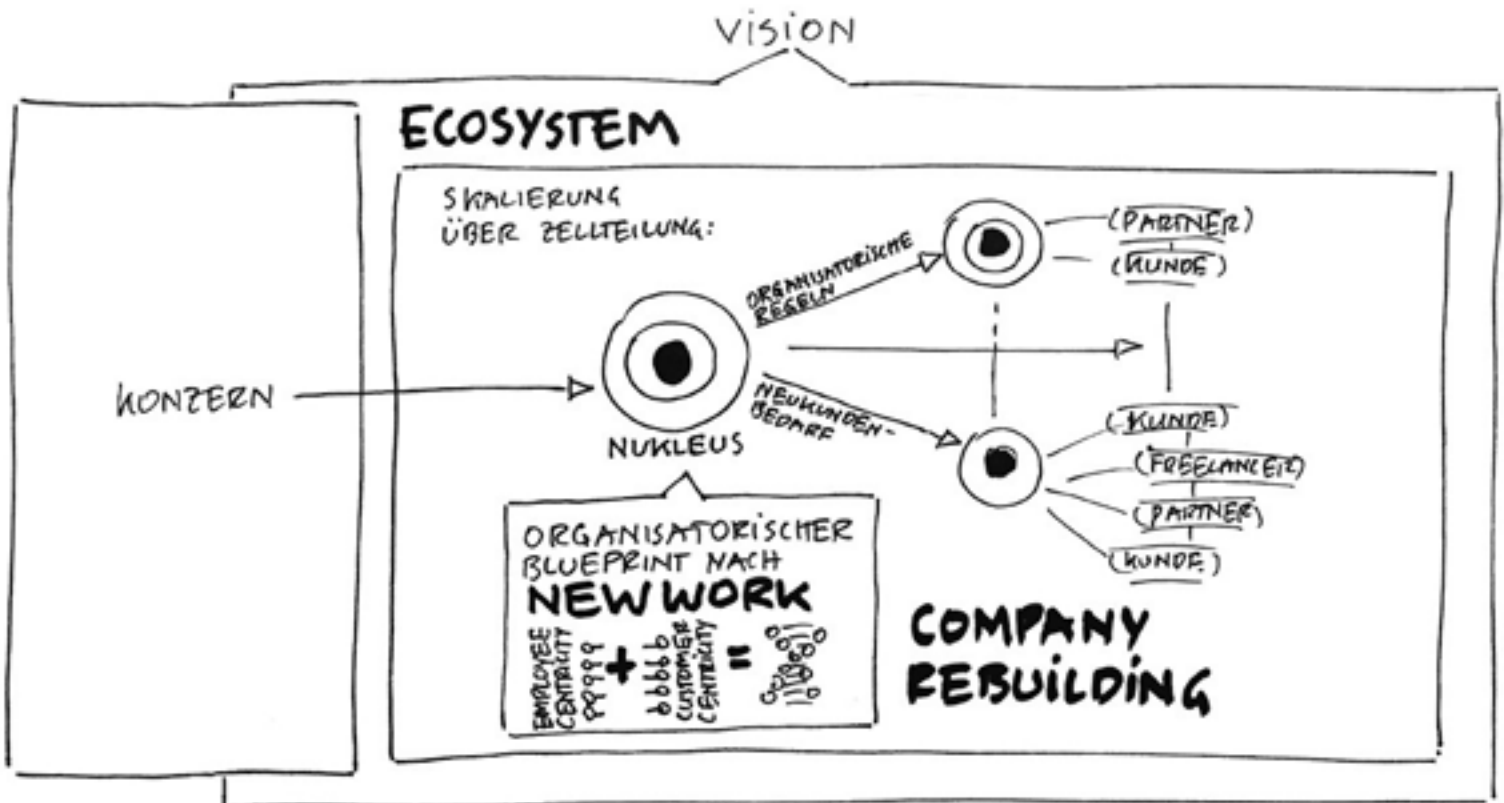 VISION
ECOSYSTEM
SKALIERUNG
ÜBER ZELLTEILUNG:
ORGANISATORISCHE
REGELN
(PARTNER)
(KUNDE)
KONZERN
NUKLEUS
NEUKUNDEN-
BEDARF
(KUNDE)
(FREELANCER)
(PARTNER)
(KUNDE)
ORGANISATORISCHER
BLUEPRINT NACH
NEW WORK
EMPLOYEE
CENTRICITY
+
CUSTOMER
CENTRICITY
=
COMPANY
REBUILDING